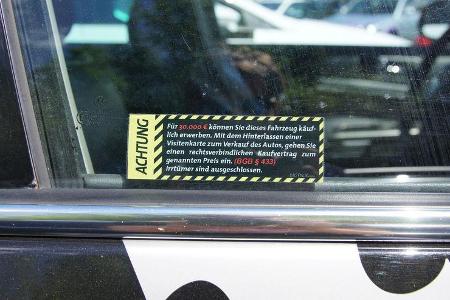 ACHTUNG
Für 30.000 € können Sie dieses Fahrzeug käuf-
lich erwerben. Mit dem Hinterlassen einer
Visitenkarte zum Verkauf des Autos, gehen Sie
einen rechtsverbindlichen Kaufvertrag zum
genannten Preis ein. (BGB § 433)
Irrtümer sind ausgeschlossen.